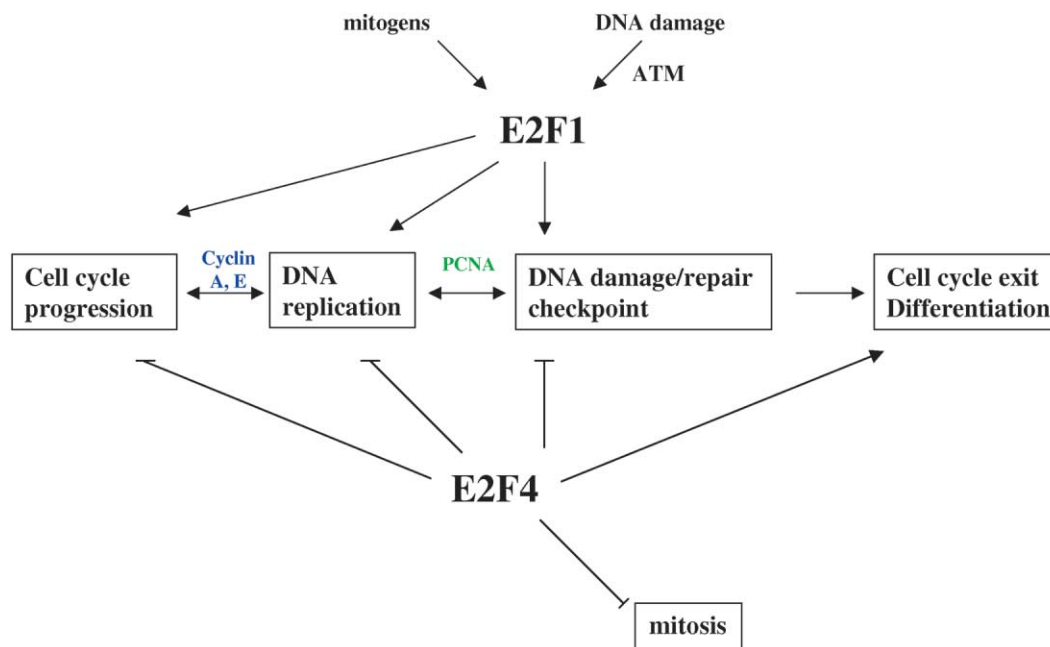 mitogens
DNA damage
ATM
E2F1
Cell cycle
progression
Cyclin
A, E
DNA
replication
PCNA
DNA damage/repair
checkpoint
Cell cycle exit
Differentiation
E2F4
mitosis